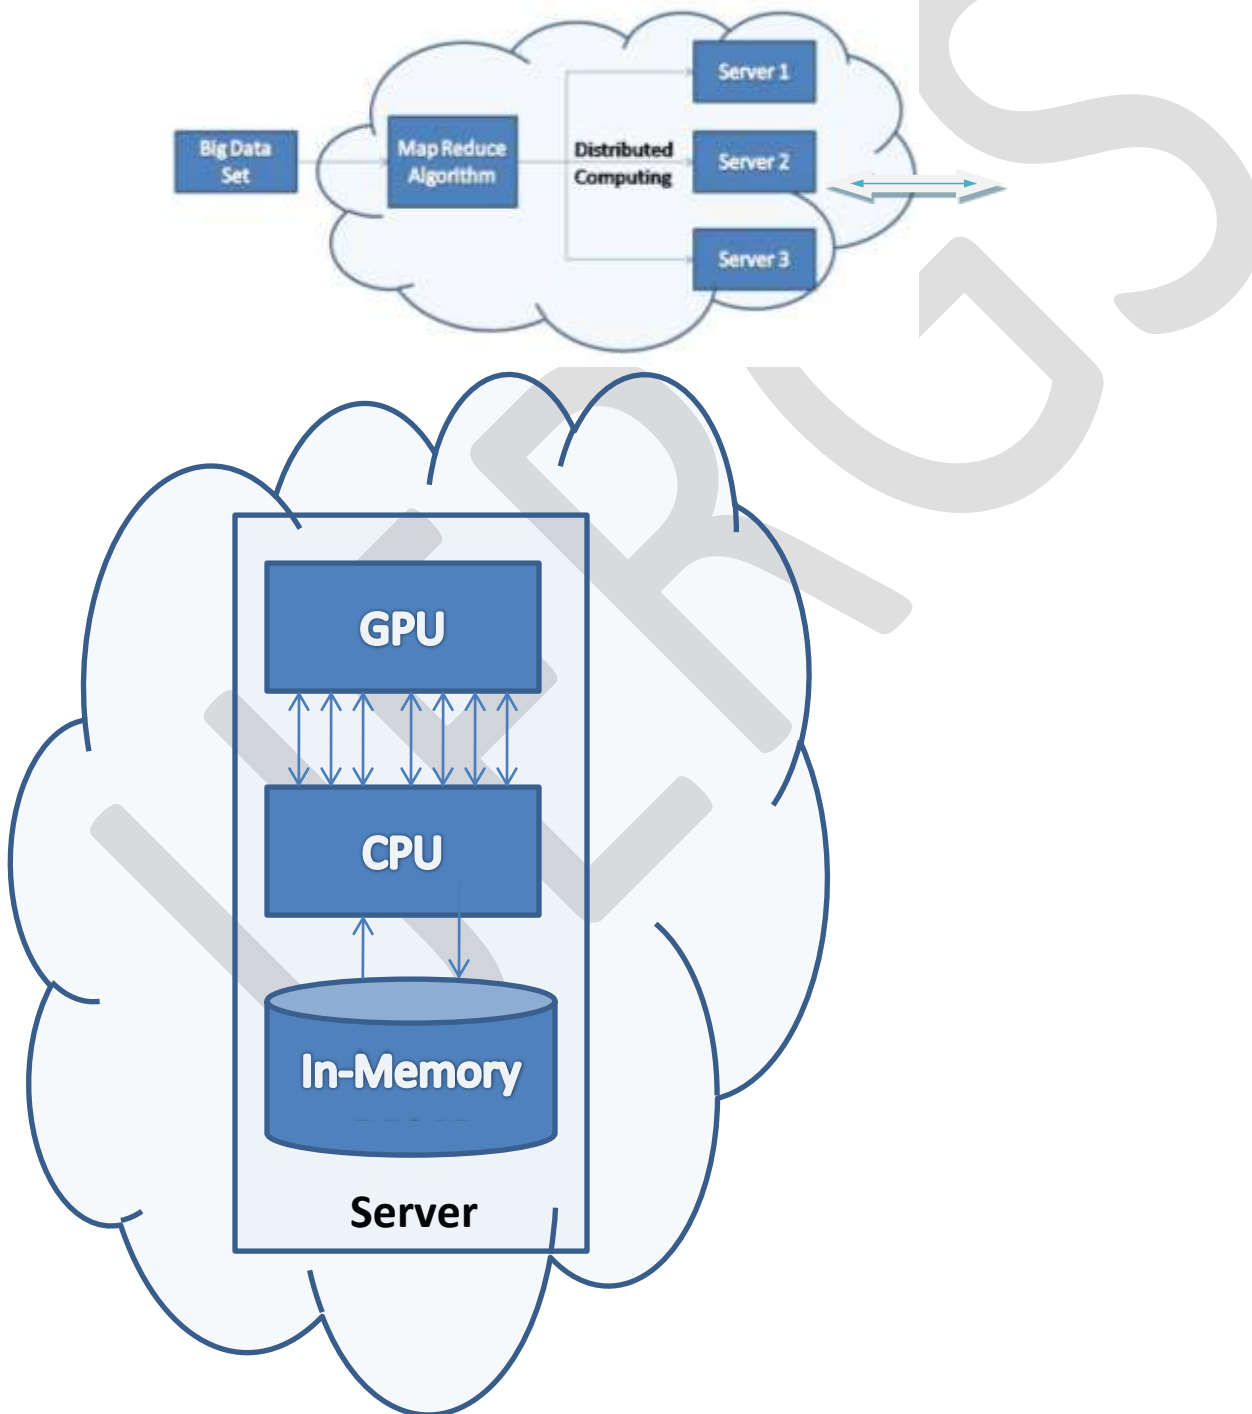 Server 1
Big Data
Set
Map Reduce
Algorithm
Distributed
Computing
Server 2
Server 3
GPU
CPU
In-Memory
Server